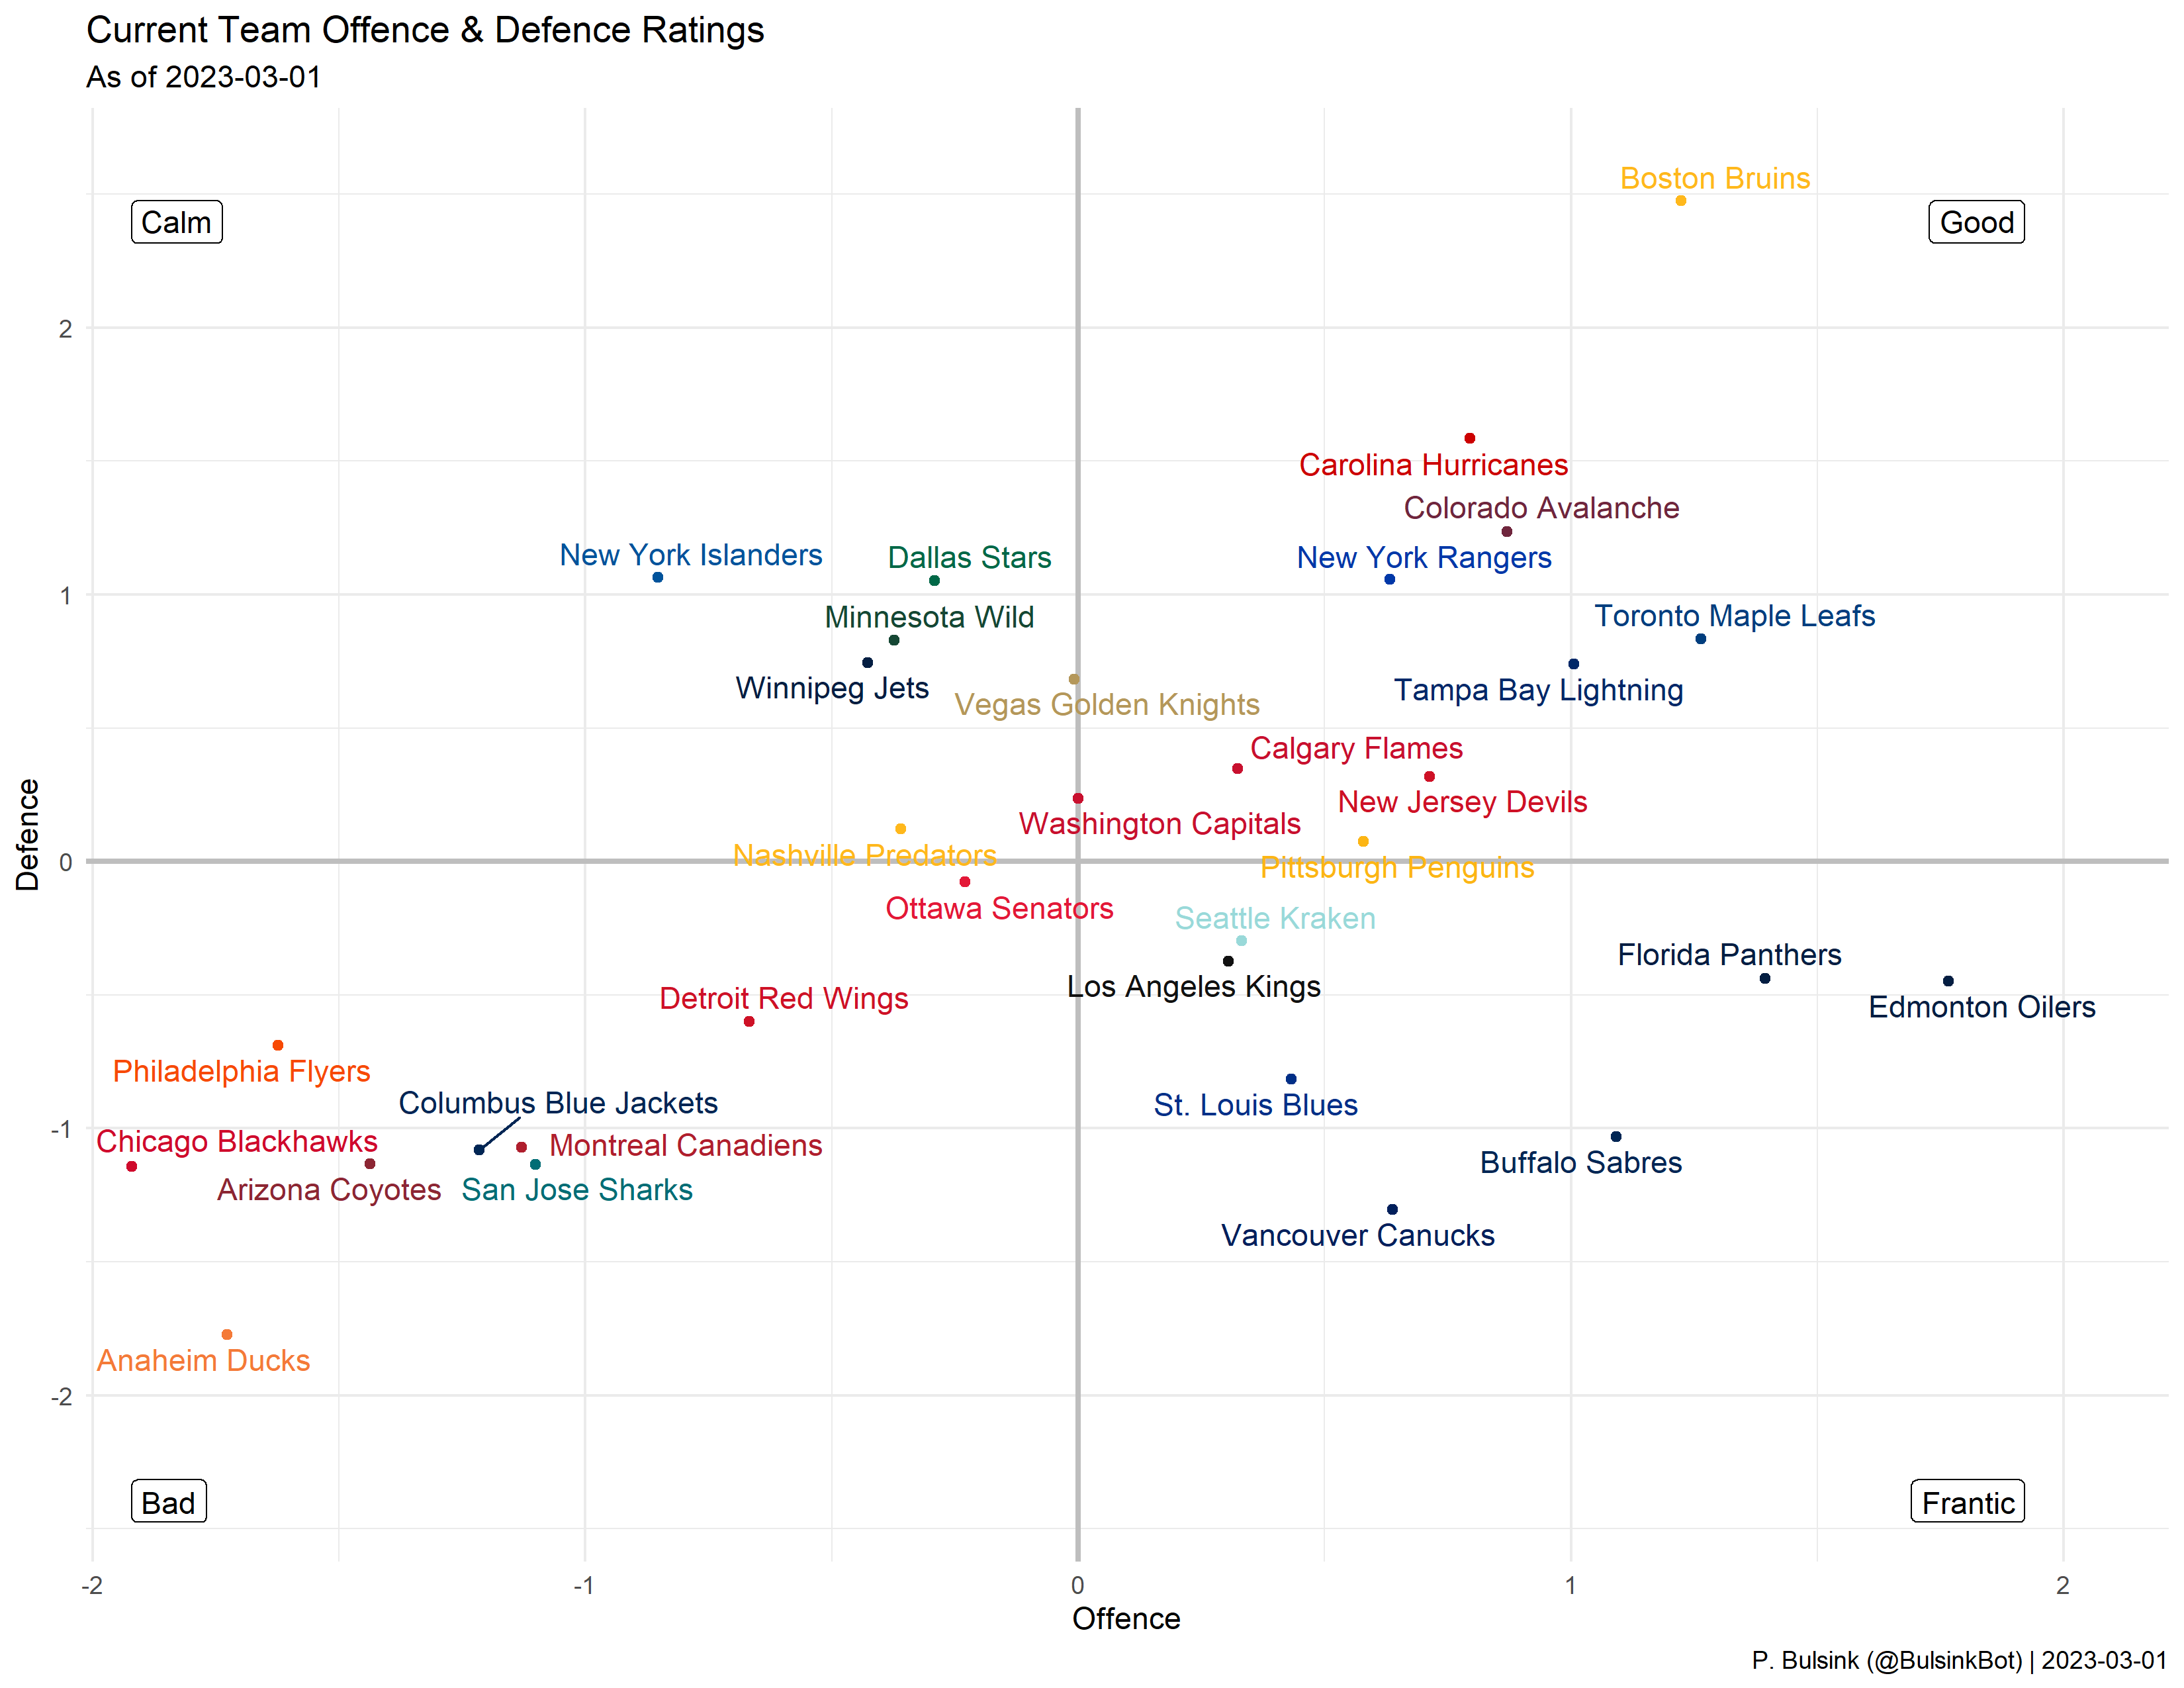 Current Team Offence & Defence Ratings
As of 2023-03-01
Boston Bruins
Calm
Good
2
Carolina Hurricanes
Colorado Avalanche
New York Islanders
Dallas Stars
New York Rangers
1
Minnesota Wild
Toronto Maple Leafs
Winnipeg Jets
Tampa Bay Lightning
Vegas Golden Knights
Calgary Flames
New Jersey Devils
Washington Capitals
Defence
Nashville Predators
0
Pittsburgh Penguins
Ottawa Senators
Seattle Kraken
Florida Panthers
Los Angeles Kings
Detroit Red Wings
Edmonton Oilers
Philadelphia Flyers
Columbus Blue Jackets
St. Louis Blues
-1
Chicago Blackhawks
Montreal Canadiens
Buffalo Sabres
Arizona Coyotes
San Jose Sharks
Vancouver Canucks
Anaheim Ducks
-2
Bad
Frantic
-2 -1 0 1 2
Offence
P. Bulsink (@BulsinkBot) | 2023-03-01